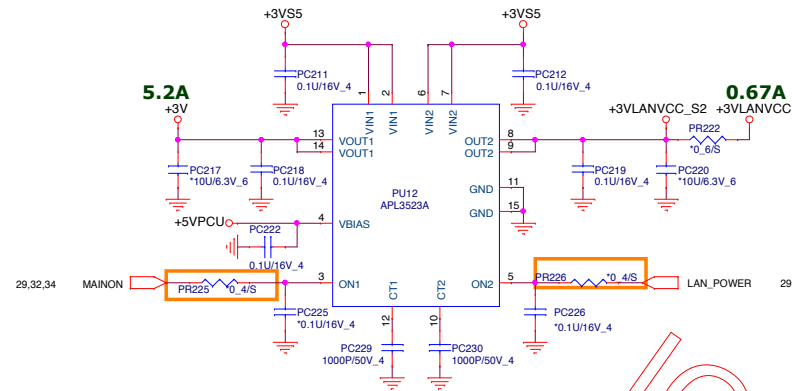 +3VS5
+3VS5
PC211
0.1U/16V_4
PC212
0.1U/16V_4
5.2A
+3V
0.67A
+3VLANVCC_S2
+3VLANVCC
1
2
6
7
VIN1
VIN1
VIN2
VIN2
13
VOUT1
14
VOUT1
OUT2
8
OUT2
9
PR222
*0_6/S
PC217
*10U/6.3V_6
PC218
0.1U/16V_4
PC219
0.1U/16V_4
PC220
*10U/6.3V_6
PU12
APL3523A
GND
11
GND
15
+5VPCU
PC222
0.1U/16V_4
4
VBIAS
29,32,34
MAINON
PR225
*0_4/S
3
ON1
ON2
5
PR226
*0_4/S
LAN_POWER
29
CT1
CT2
PC225
*0.1U/16V_4
PC226
*0.1U/16V_4
12
10
PC229
1000P/50V_4
PC230
1000P/50V_4